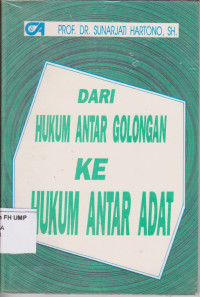 PROF. DR. SUNARJATI HARTONO, SH.
DARI
HUKUM ANTAR GOLONGAN
KE
HUKUM ANTAR ADAT
FH UMP